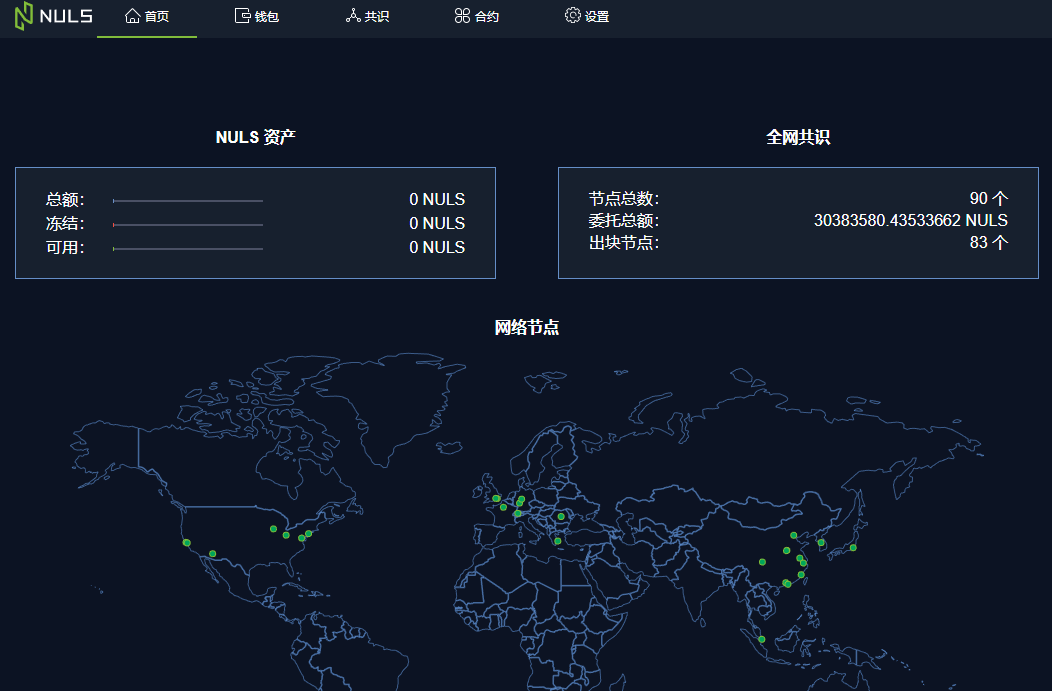 NULS 首页 钱包 共识 合约 设置
NULS 资产
总额： 0 NULS
冻结： 0 NULS
可用： 0 NULS
全网共识
节点总数： 90 个
委托总额： 30383580.43533662 NULS
出块节点： 83 个
网络节点